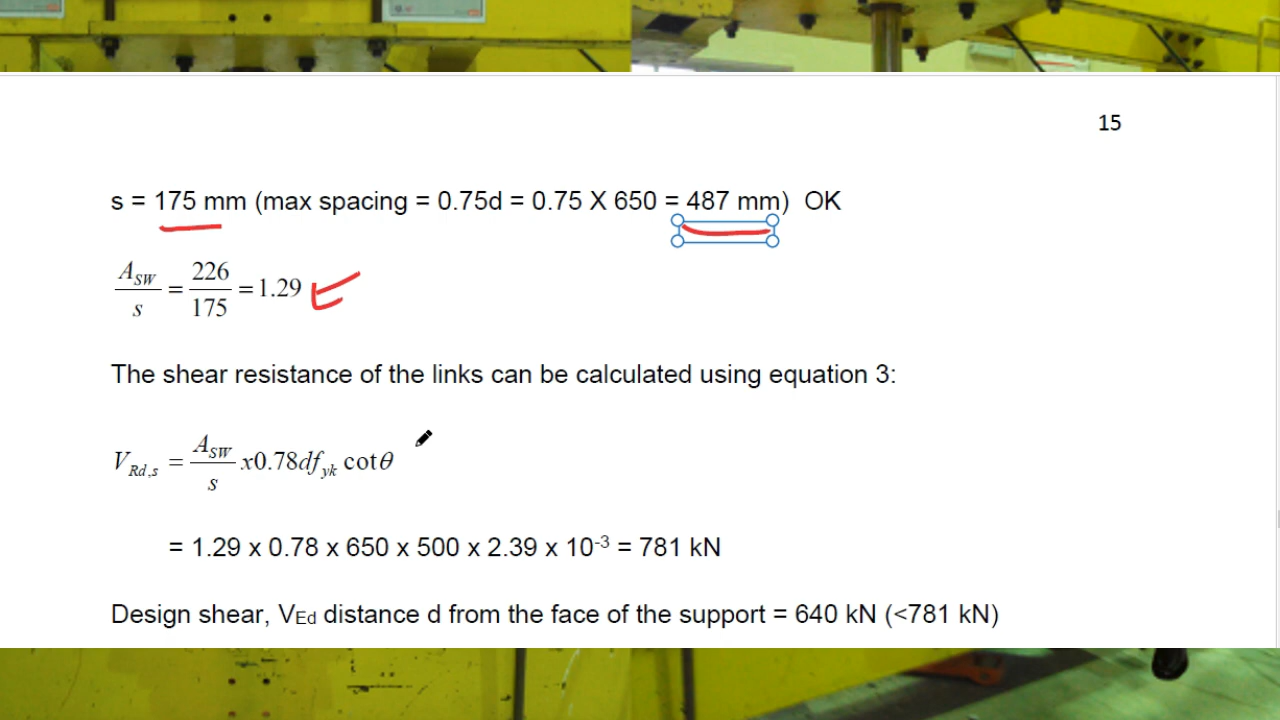 15
s = 175 mm (max spacing = 0.75d = 0.75 X 650 = 487 mm) OK
A_SW / s = 226 / 175 = 1.29
The shear resistance of the links can be calculated using equation 3:
V_Rd,s = A_SW / s x0.78df_yk cotθ
= 1.29 x 0.78 x 650 x 500 x 2.39 x 10⁻³ = 781 kN
Design shear, V_Ed distance d from the face of the support = 640 kN (<781 kN)